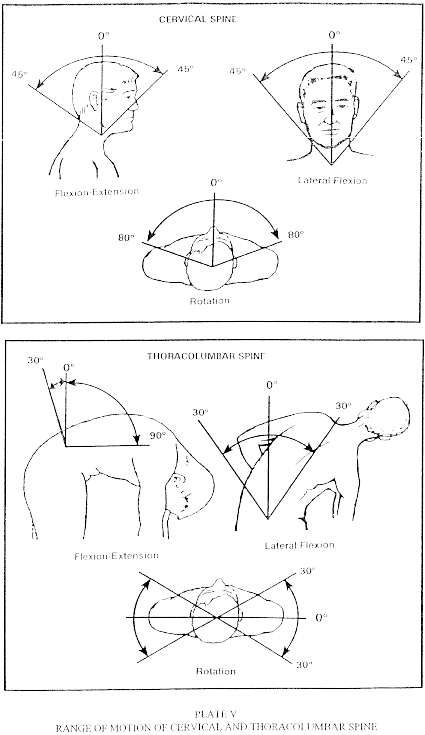 CERVICAL SPINE
0°
45°
45°
Flexion-Extension
0°
45°
45°
Lateral Flexion
0°
80°
80°
Rotation
THORACOLUMBAR SPINE
30°
0°
90°
Flexion-Extension
0°
30°
30°
Lateral Flexion
30°
0°
30°
Rotation
PLATE V
RANGE OF MOTION OF CERVICAL AND THORACOLUMBAR SPINE